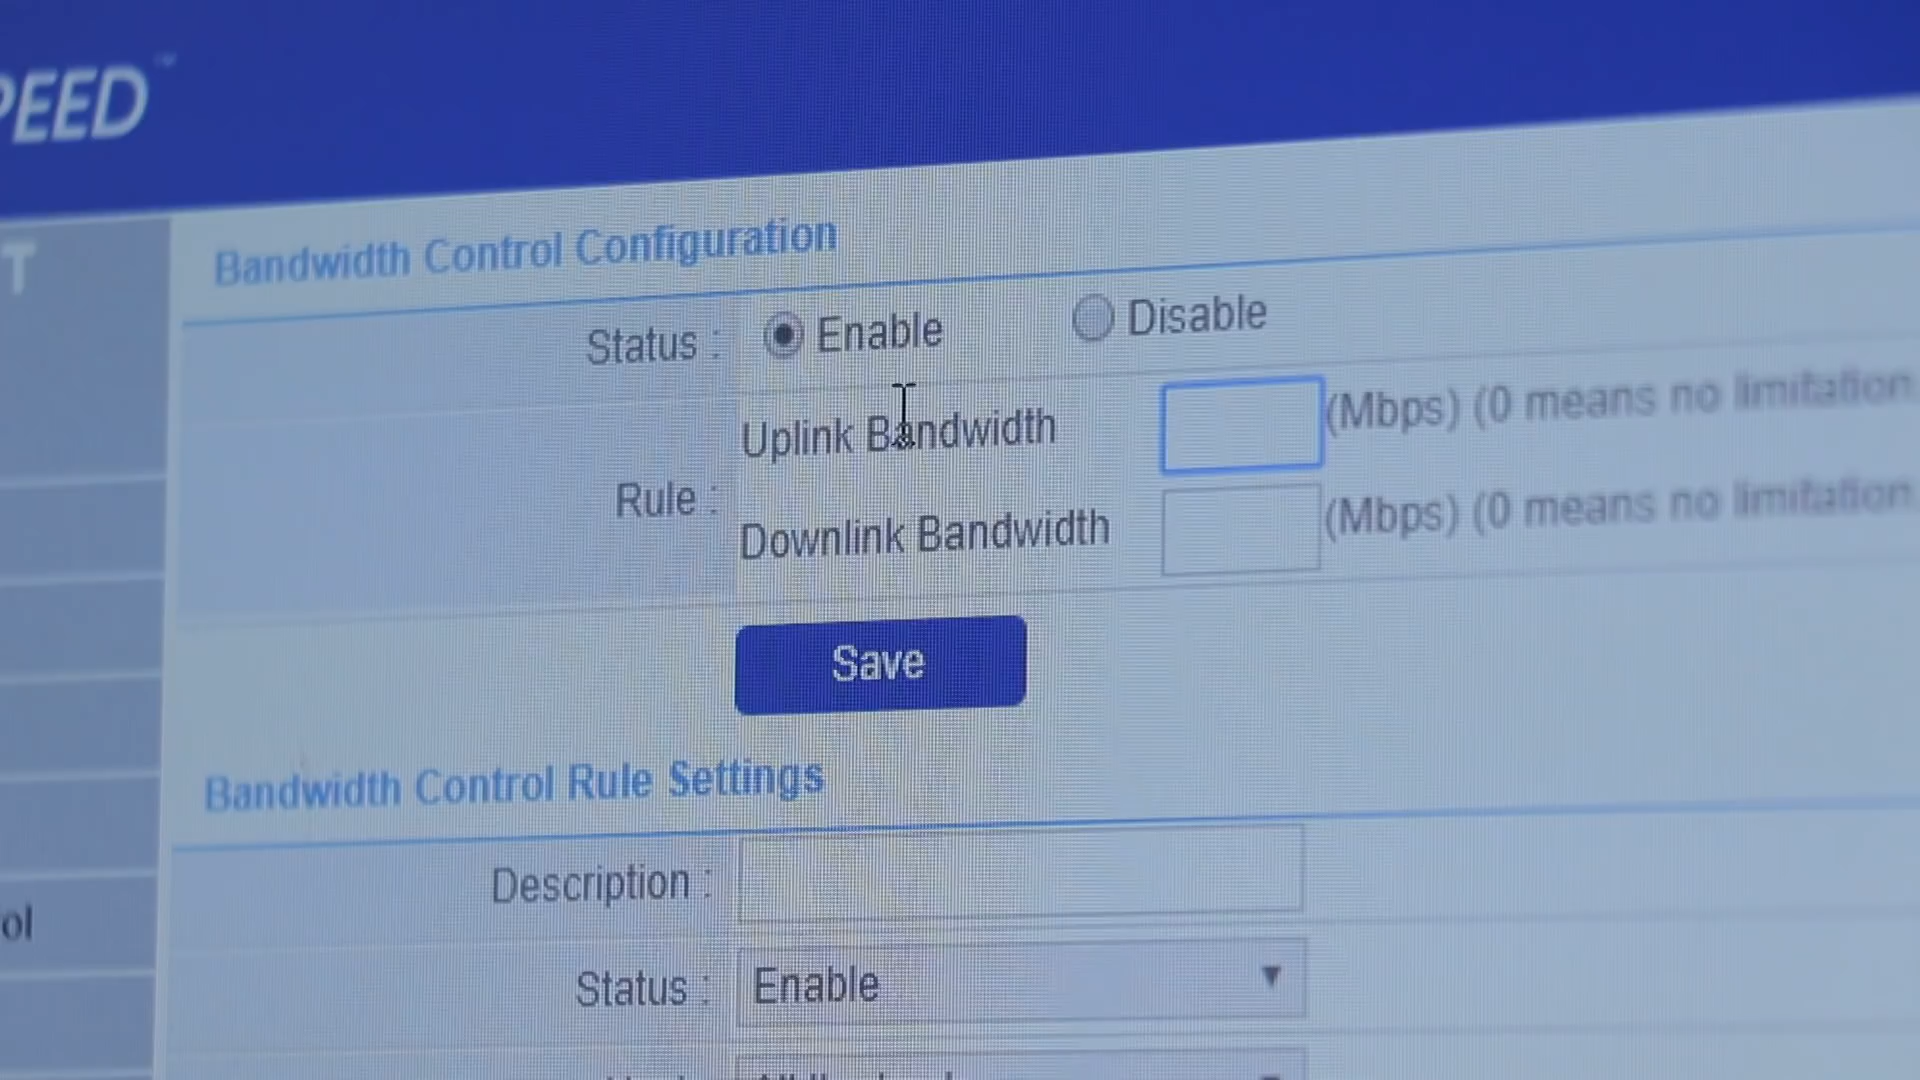 PEED™
T
Bandwidth Control Configuration
Status : Enable Disable
Uplink Bandwidth (Mbps) (0 means no limitation
Rule :
Downlink Bandwidth (Mbps) (0 means no limitation
Save
Bandwidth Control Rule Settings
Description :
ol
Status : Enable